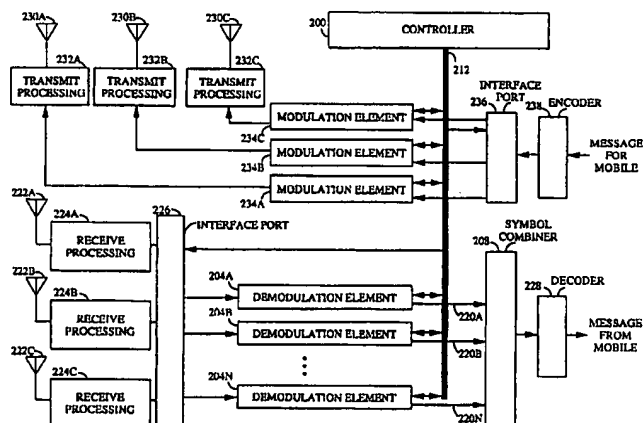 230A
230B
230C
200
CONTROLLER
232A
232B
232C
212
TRANSMIT PROCESSING
TRANSMIT PROCESSING
TRANSMIT PROCESSING
INTERFACE PORT
236
238
ENCODER
MODULATION ELEMENT
234C
MODULATION ELEMENT
234B
MESSAGE FOR MOBILE
MODULATION ELEMENT
234A
222A
224A
226
INTERFACE PORT
RECEIVE PROCESSING
SYMBOL COMBINER
208
222B
224B
204A
228
DECODER
RECEIVE PROCESSING
DEMODULATION ELEMENT
220A
204B
DEMODULATION ELEMENT
220B
MESSAGE FROM MOBILE
222C
224C
204N
RECEIVE PROCESSING
DEMODULATION ELEMENT
220N